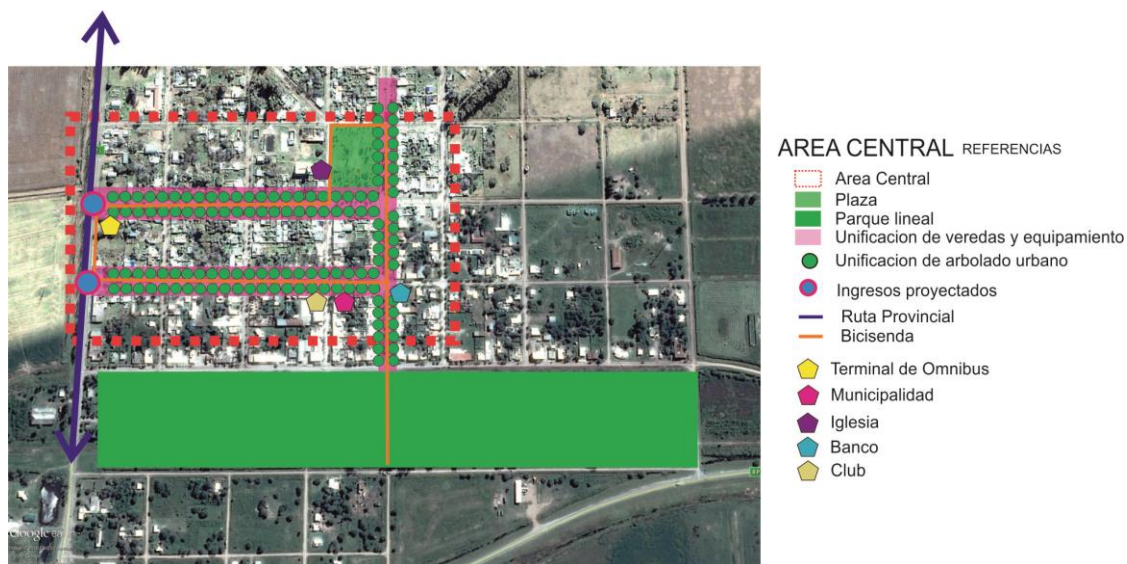 AREA CENTRAL REFERENCIAS
Area Central
Plaza
Parque lineal
Unificacion de veredas y equipamiento
Unificacion de arbolado urbano
Ingresos proyectados
Ruta Provincial
Bicisenda
Terminal de Omnibus
Municipalidad
Iglesia
Banco
Club
Google